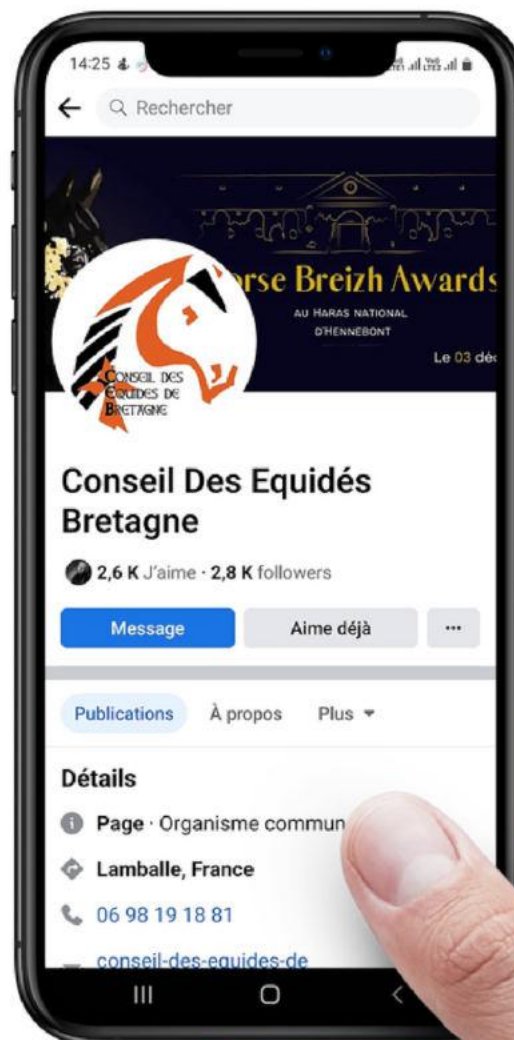 14:25
Rechercher
orse Breizh Awards
AU HARAS NATIONAL
D'HENNEBONT
Le 03 déc
CONSEIL DES
EQUIDES DE
BRETAGNE
Conseil Des Equidés
Bretagne
2,6 K J'aime · 2,8 K followers
Message
Aime déjà
...
Publications
À propos
Plus
Détails
Page · Organisme commun
Lamballe, France
06 98 19 18 81
conseil-des-equides-de